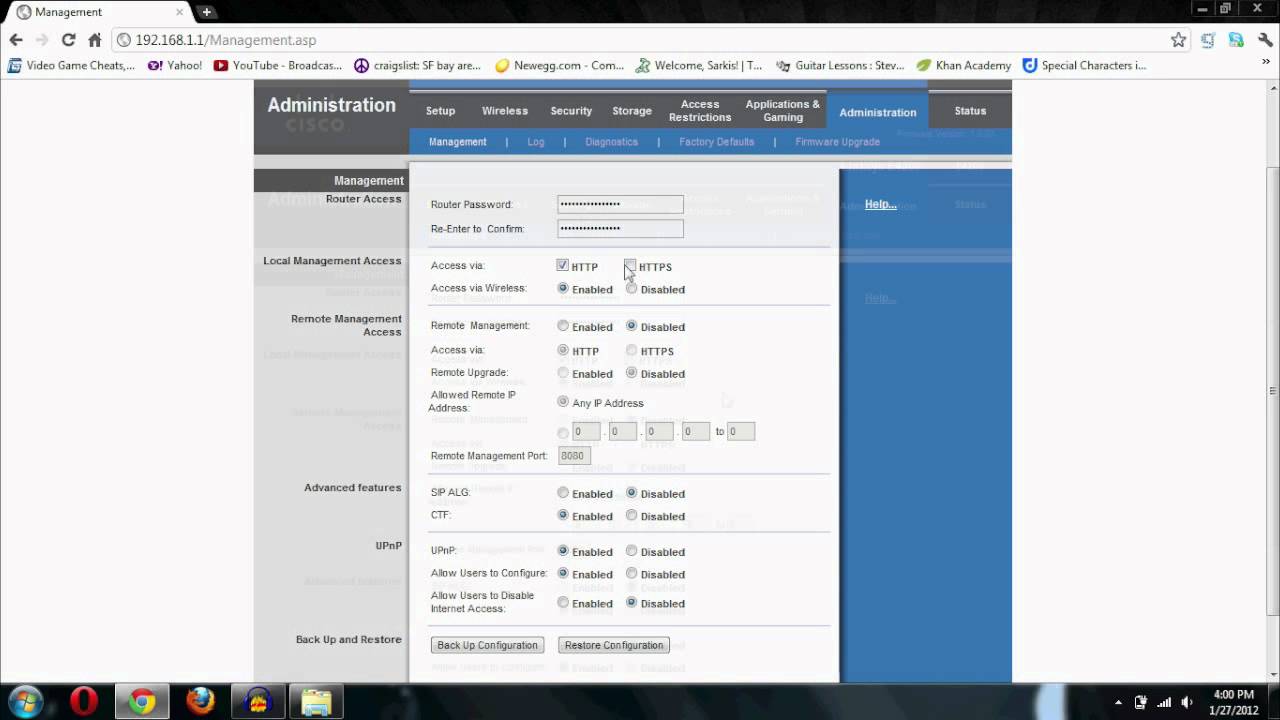 Management
192.168.1.1/Management.asp
Video Game Cheats,... Yahoo! YouTube - Broadcas... craigslist: SF bay are... Newegg.com - Com... Welcome, Sarkis! | T... Guitar Lessons : Stev... Khan Academy Special Characters i... »
Administration
CISCO
Setup Wireless Security Storage Access Restrictions Applications & Gaming Administration Status
Management | Log | Diagnostics | Factory Defaults | Firmware Upgrade
Management
Router Access
Router Password: ••••••••••••••••
Help...
Re-Enter to Confirm: ••••••••••••••••
Local Management Access
Access via: HTTP HTTPS
Access via Wireless: Enabled Disabled
Remote Management Access
Remote Management: Enabled Disabled
Access via: HTTP HTTPS
Remote Upgrade: Enabled Disabled
Allowed Remote IP Address: Any IP Address
0 . 0 . 0 . 0 to 0
Remote Management Port: 8080
Advanced features
SIP ALG: Enabled Disabled
CTF: Enabled Disabled
UPnP
UPnP: Enabled Disabled
Allow Users to Configure: Enabled Disabled
Allow Users to Disable Internet Access: Enabled Disabled
Back Up and Restore
Back Up Configuration Restore Configuration
4:00 PM
1/27/2012